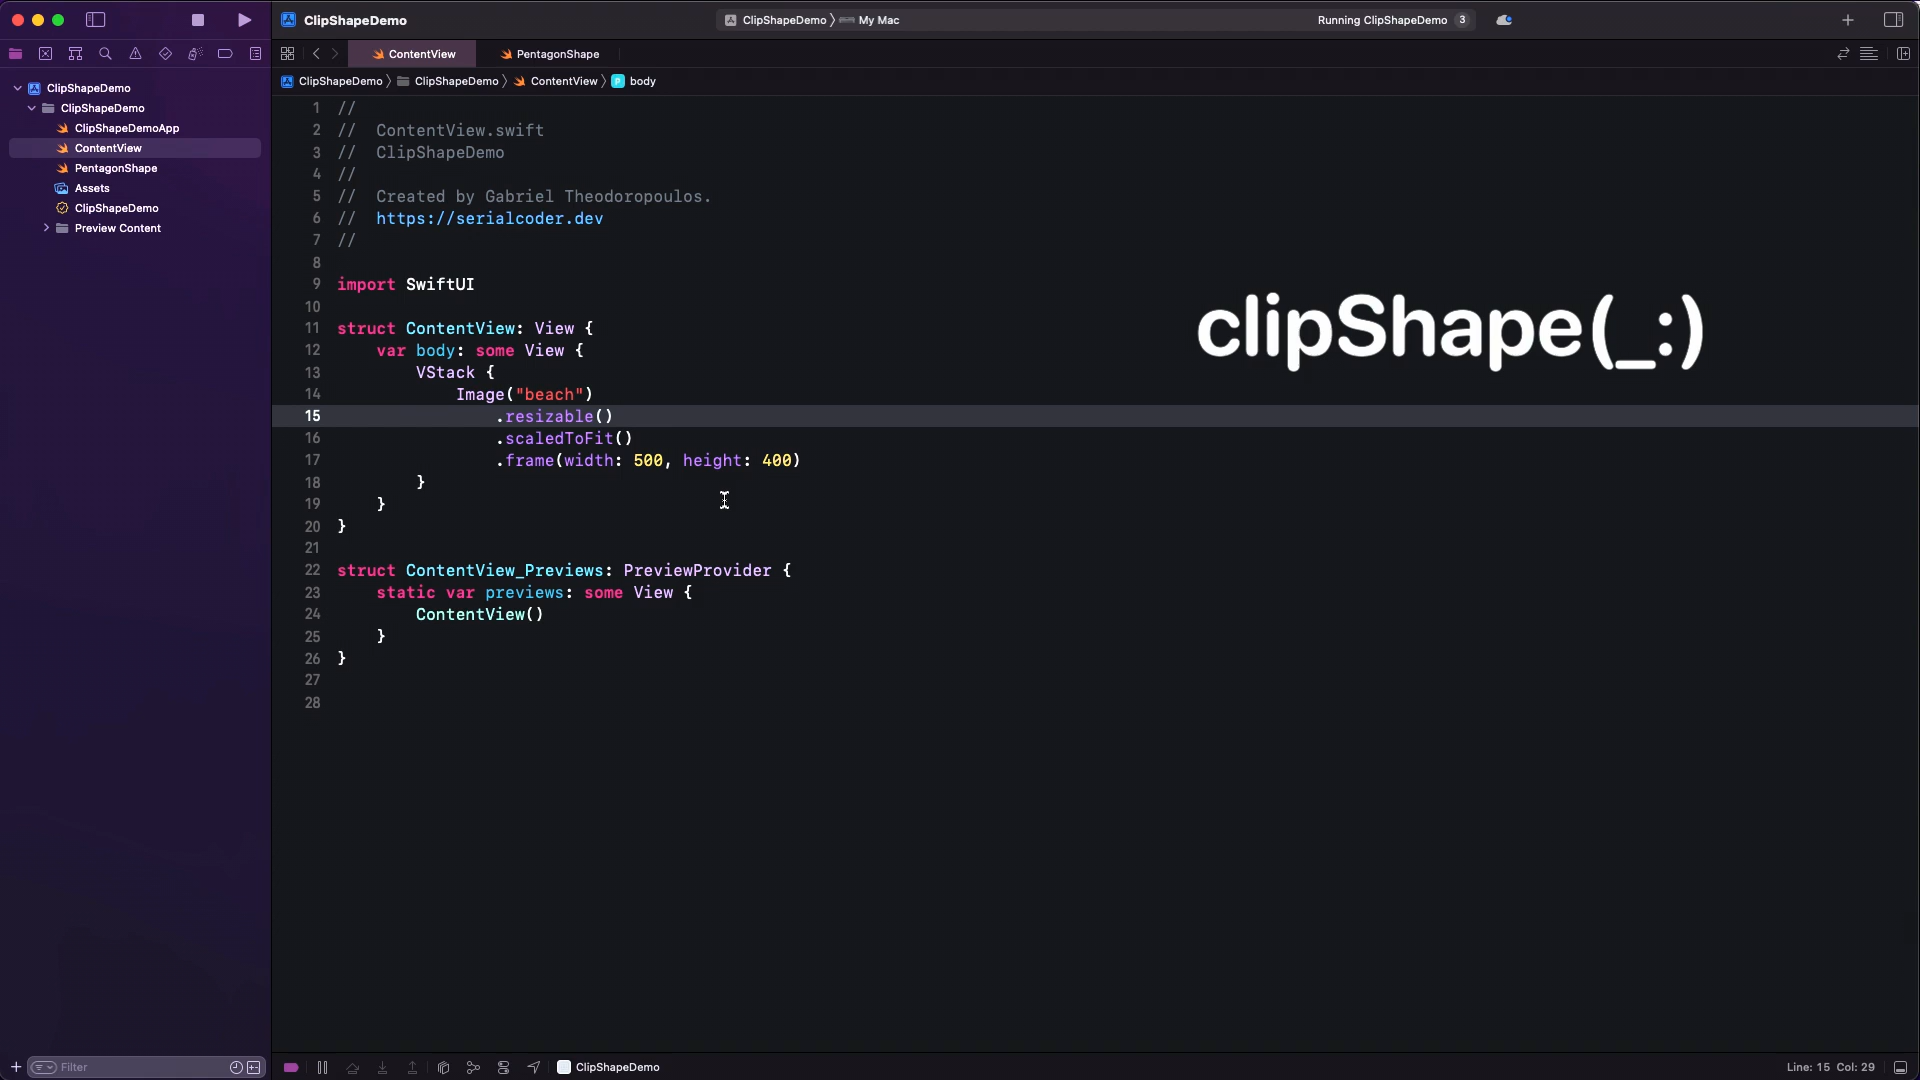 ClipShapeDemo
ClipShapeDemo
My Mac
Running ClipShapeDemo 3
ContentView
PentagonShape
ClipShapeDemo
ClipShapeDemo
ContentView
body
ClipShapeDemo
ClipShapeDemo
ClipShapeDemoApp
ContentView
PentagonShape
Assets
ClipShapeDemo
Preview Content
1 //
2 // ContentView.swift
3 // ClipShapeDemo
4 //
5 // Created by Gabriel Theodoropoulos.
6 // https://serialcoder.dev
7 //
8
9 import SwiftUI
10
11 struct ContentView: View {
12 var body: some View {
13 VStack {
14 Image("beach")
15 .resizable()
16 .scaledToFit()
17 .frame(width: 500, height: 400)
18 }
19 }
20 }
21
22 struct ContentView_Previews: PreviewProvider {
23 static var previews: some View {
24 ContentView()
25 }
26 }
27
28
clipShape(_:)
Filter
ClipShapeDemo
Line: 15 Col: 29